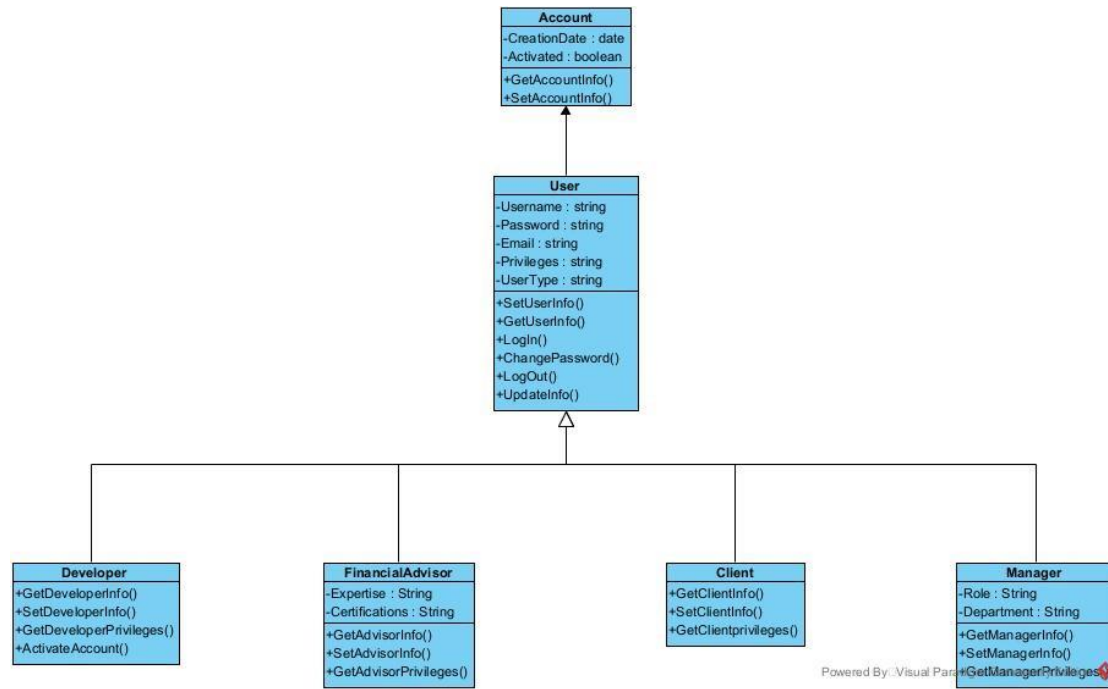 Account
-CreationDate : date
-Activated : boolean
+GetAccountInfo()
+SetAccountInfo()
User
-Username : string
-Password : string
-Email : string
-Privileges : string
-UserType : string
+SetUserInfo()
+GetUserInfo()
+LogIn()
+ChangePassword()
+LogOut()
+UpdateInfo()
Developer
+GetDeveloperInfo()
+SetDeveloperInfo()
+GetDeveloperPrivileges()
+ActivateAccount()
FinancialAdvisor
-Expertise : String
-Certifications : String
+GetAdvisorInfo()
+SetAdvisorInfo()
+GetAdvisorPrivileges()
Client
+GetClientInfo()
+SetClientInfo()
+GetClientprivileges()
Manager
-Role : String
-Department : String
+GetManagerInfo()
+SetManagerInfo()
+GetManagerPrivileges
Powered By Visual